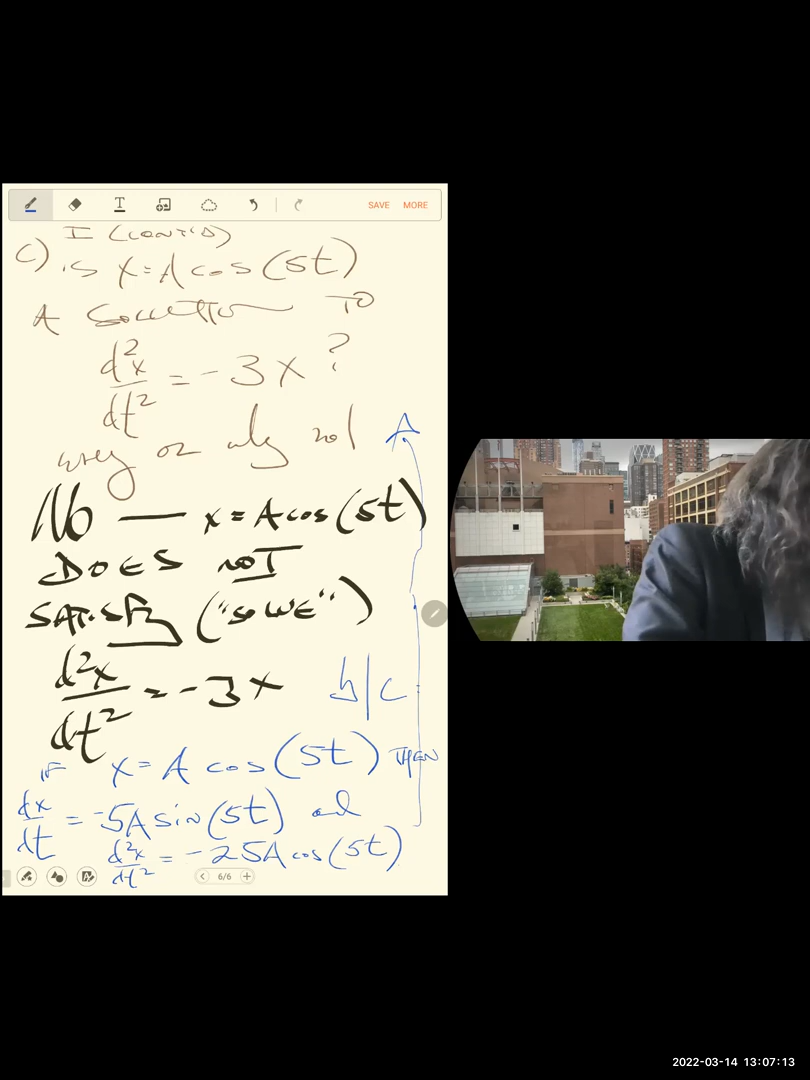 T
SAVE MORE
I (CONT'D)
C) is x = A cos (5t)
A SOLUTION TO
d²x/dt² = -3x ?
why or why not
NO — x = A cos (5t)
DOES NOT
SATISFY ("SOLVE")
d²x/dt² = -3x b/c
IF x = A cos (5t) THEN
dx/dt = -5A sin (5t) and
d²x/dt² = -25A cos (5t)
6/6
2022-03-14 13:07:13